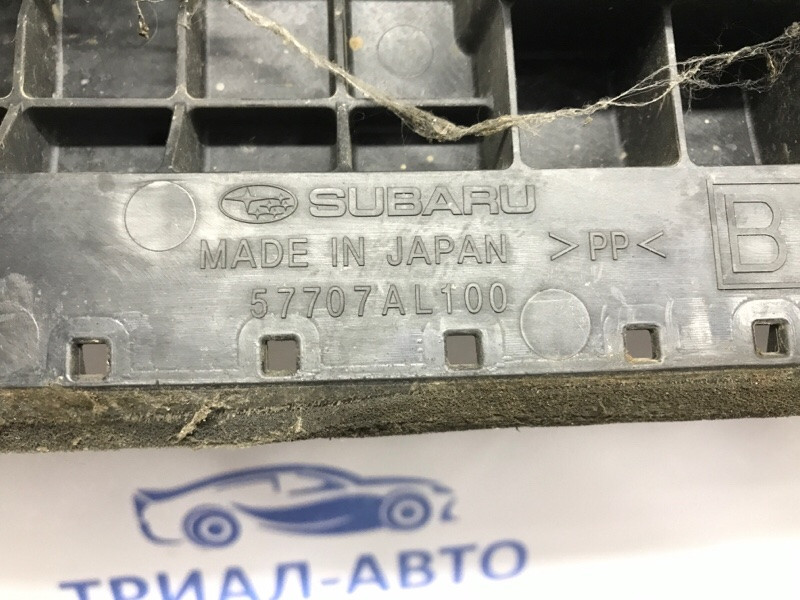 SUBARU
MADE IN JAPAN >PP< B
57707AL100
ТРИАЛ-АВТО